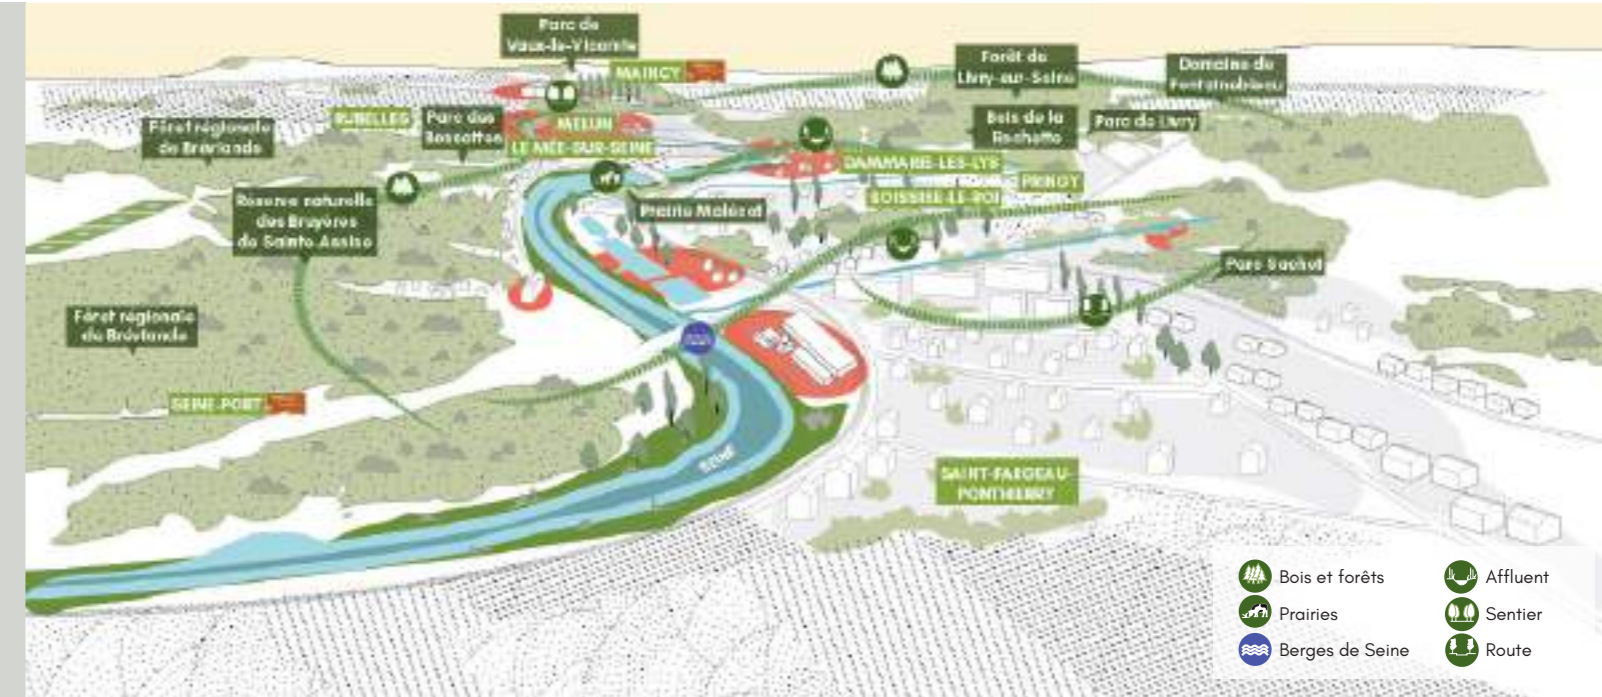 Parc de
Vaux-le-Vicomte
MAINCY
Forêt de
Livry-sur-Seine
Domaine de
Fontainebleau
RUBELLES
Parc des
Bossettes
MELUN
LE MÉE-SUR-SEINE
Bois de la
Rochette
Parc de Livry
Fôret régionale
de Bréviande
DAMMARIE-LES-LYS
PRINGY
BOISSISE-LE-ROI
Réserve naturelle
des Bruyères
de Sainte Assise
Prairie Malécot
Parc Sachot
Fôret régionale
de Bréviande
SEINE-PORT
SEINE
SAINT-FARGEAU-
PONTHIERRY
Bois et forêts
Affluent
Prairies
Sentier
Berges de Seine
Route